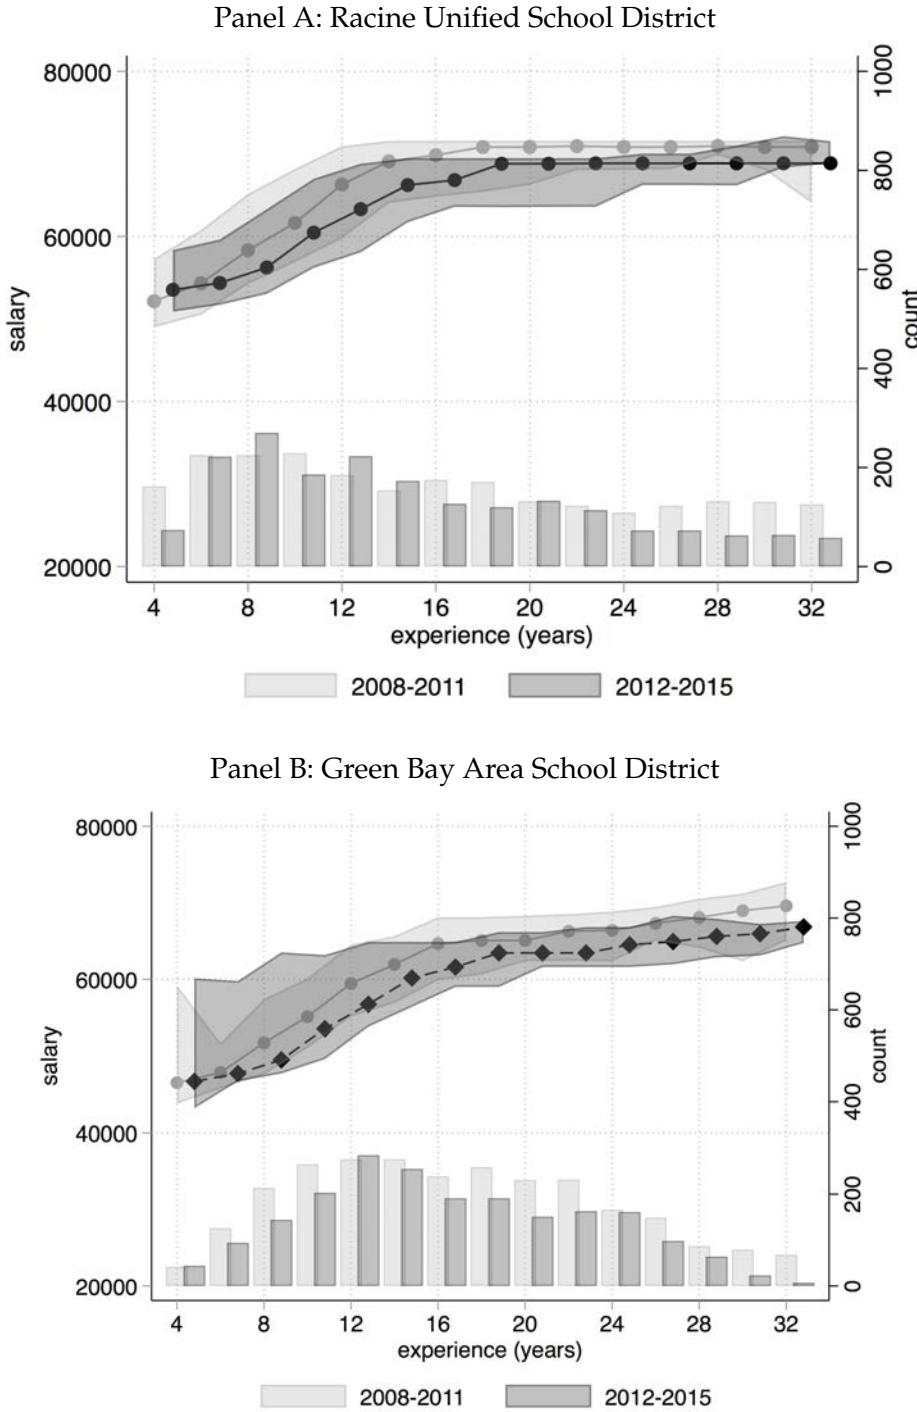 Panel A: Racine Unified School District
80000
60000
40000
20000
salary
1000
800
600
400
200
0
count
4 8 12 16 20 24 28 32
experience (years)
2008-2011 2012-2015
Panel B: Green Bay Area School District
80000
60000
40000
20000
salary
1000
800
600
400
200
0
count
4 8 12 16 20 24 28 32
experience (years)
2008-2011 2012-2015